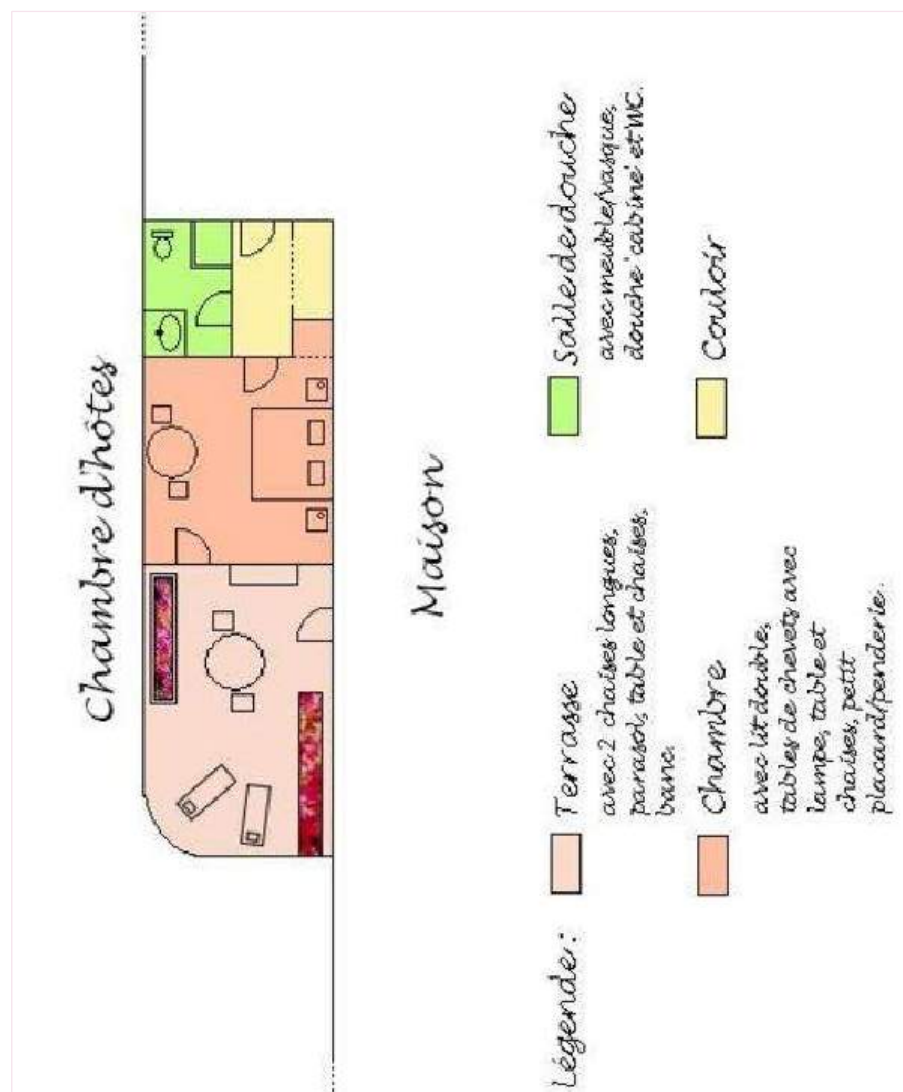 Chambre d'hôtes
Maison
Légende :
Terrasse
avec 2 chaises longues,
parasol, table et chaises,
banc.
Salle de douche
avec meuble/vasque,
douche 'cabine' et WC.
Chambre
avec lit double,
tables de chevets avec
lampe, table et
chaises, petit
placard/penderie.
Couloir